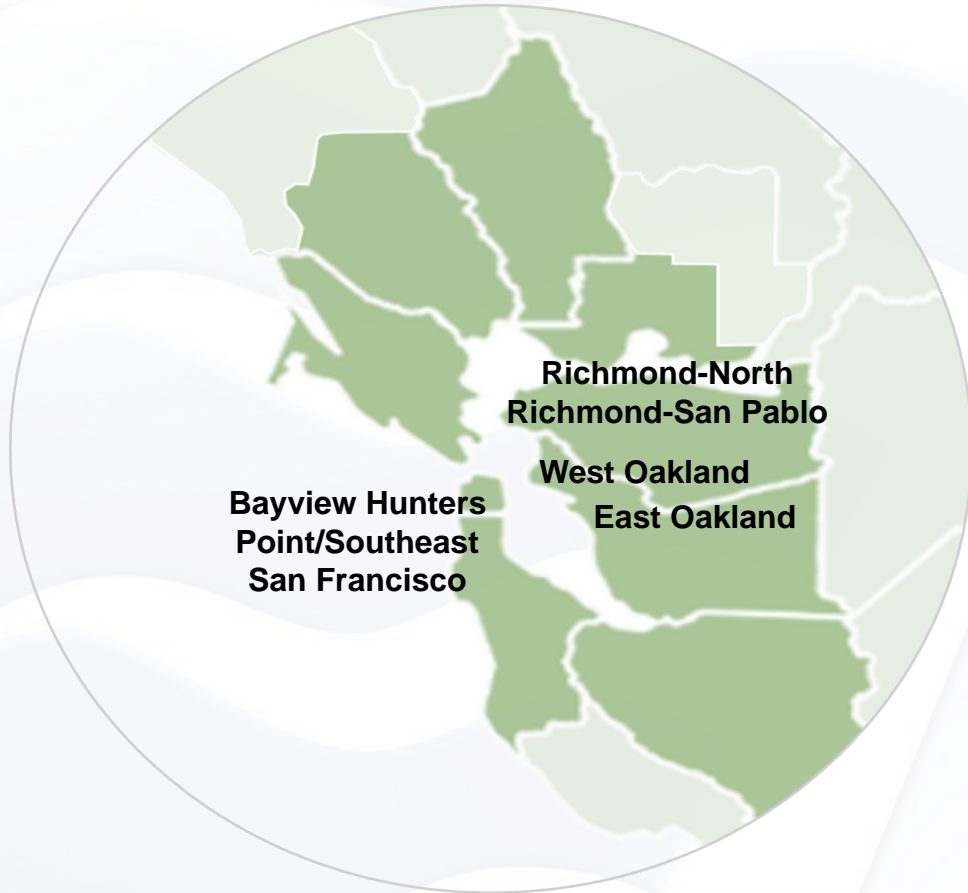 Richmond-North
Richmond-San Pablo
West Oakland
East Oakland
Bayview Hunters
Point/Southeast
San Francisco